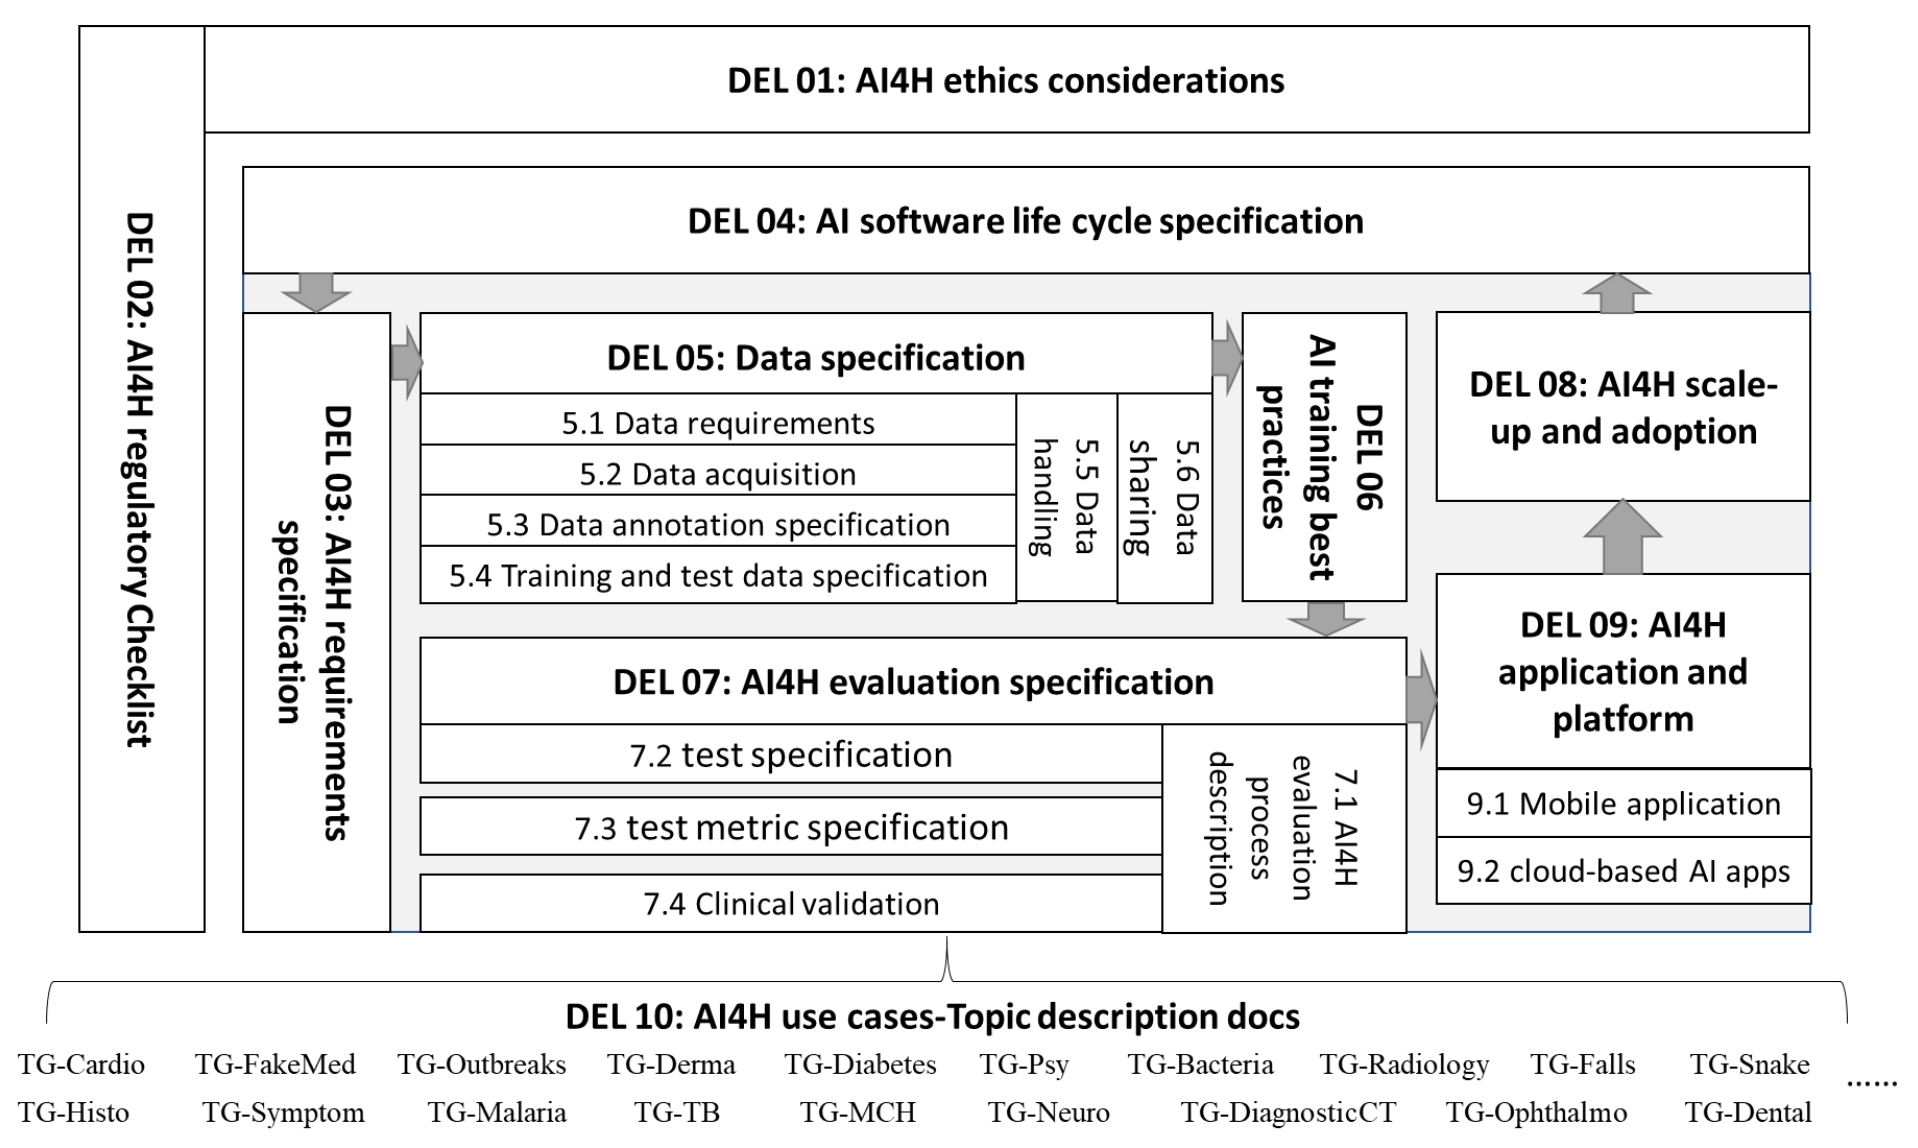 DEL 01: AI4H ethics considerations
DEL 02: AI4H regulatory Checklist
DEL 04: AI software life cycle specification
DEL 03: AI4H requirements
specification
DEL 05: Data specification
5.1 Data requirements
5.2 Data acquisition
5.3 Data annotation specification
5.4 Training and test data specification
5.5 Data
handling
5.6 Data
sharing
DEL 06
AI training best
practices
DEL 07: AI4H evaluation specification
7.2 test specification
7.3 test metric specification
7.4 Clinical validation
7.1 AI4H
evaluation
process
description
DEL 08: AI4H scale-
up and adoption
DEL 09: AI4H
application and
platform
9.1 Mobile application
9.2 cloud-based AI apps
DEL 10: AI4H use cases-Topic description docs
TG-Cardio TG-FakeMed TG-Outbreaks TG-Derma TG-Diabetes TG-Psy TG-Bacteria TG-Radiology TG-Falls TG-Snake
......
TG-Histo TG-Symptom TG-Malaria TG-TB TG-MCH TG-Neuro TG-DiagnosticCT TG-Ophthalmo TG-Dental